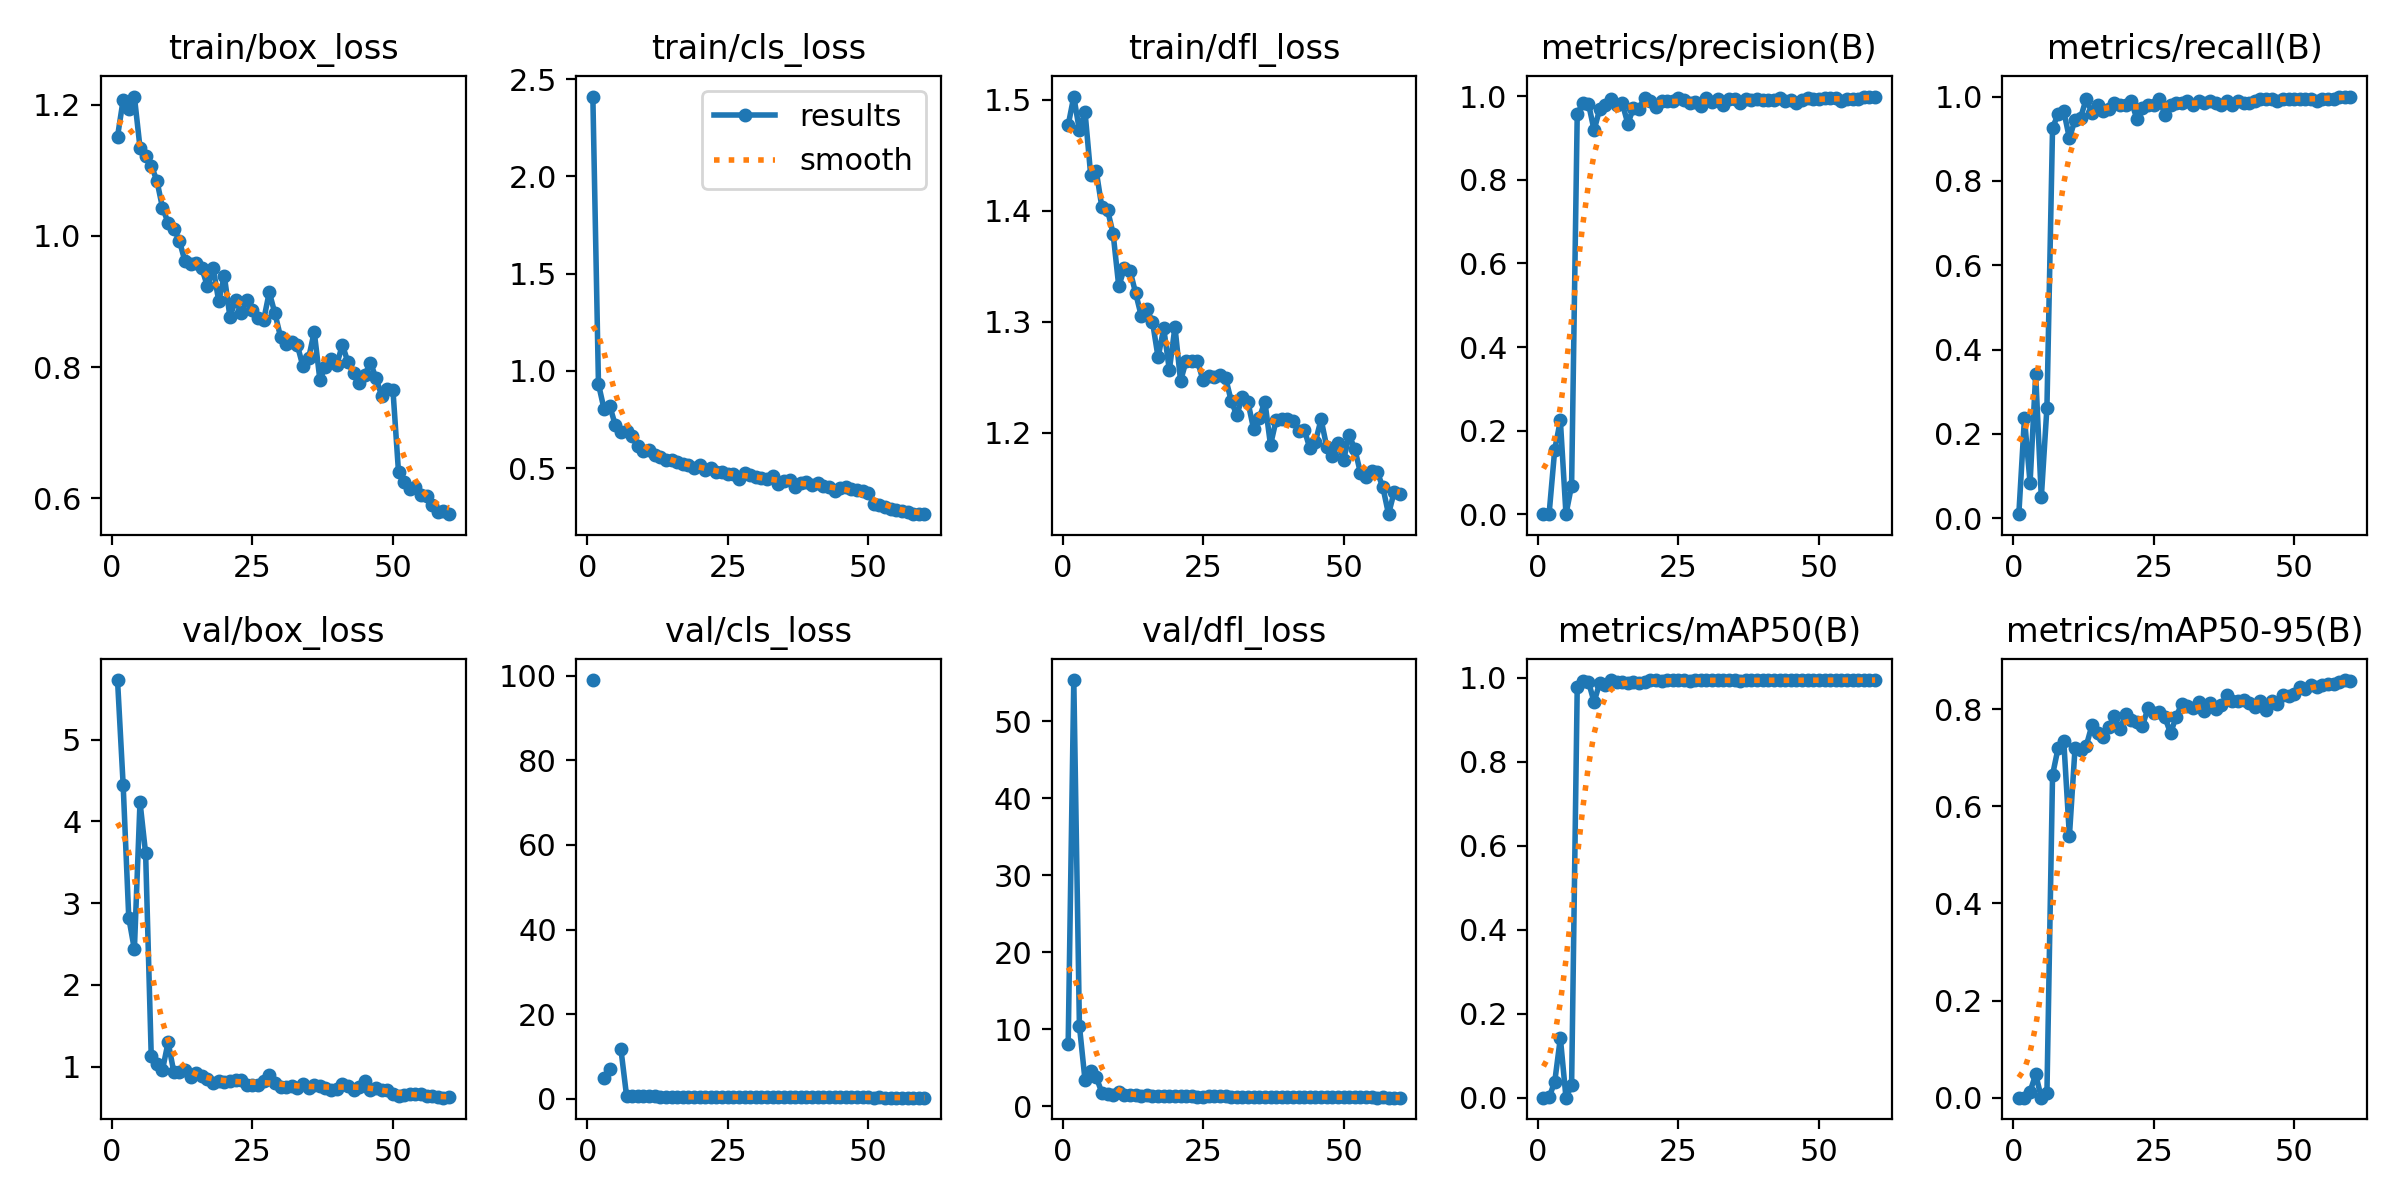 train/box_loss
1.2
1.0
0.8
0.6
0 25 50
train/cls_loss
2.5
2.0
1.5
1.0
0.5
0 25 50
results
smooth
train/dfl_loss
1.5
1.4
1.3
1.2
0 25 50
metrics/precision(B)
1.0
0.8
0.6
0.4
0.2
0.0
0 25 50
metrics/recall(B)
1.0
0.8
0.6
0.4
0.2
0.0
0 25 50
val/box_loss
5
4
3
2
1
0 25 50
val/cls_loss
100
80
60
40
20
0
0 25 50
val/dfl_loss
50
40
30
20
10
0
0 25 50
metrics/mAP50(B)
1.0
0.8
0.6
0.4
0.2
0.0
0 25 50
metrics/mAP50-95(B)
0.8
0.6
0.4
0.2
0.0
0 25 50